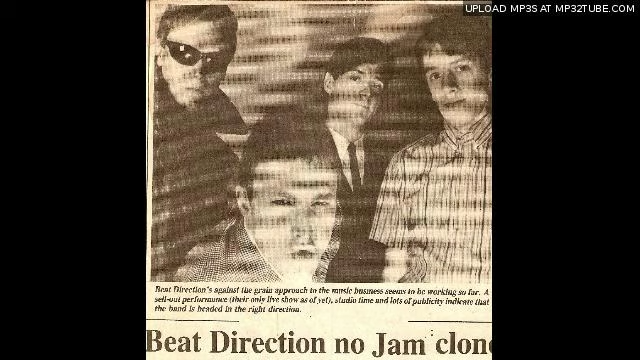 UPLOAD MP3S AT MP32TUBE.COM
Beat Direction's against the grain approach to the music business seems to be working so far. A
sell-out performance (their only live show as of yet), studio time and lots of publicity indicate that
the band is headed in the right direction.
Beat Direction no Jam clon